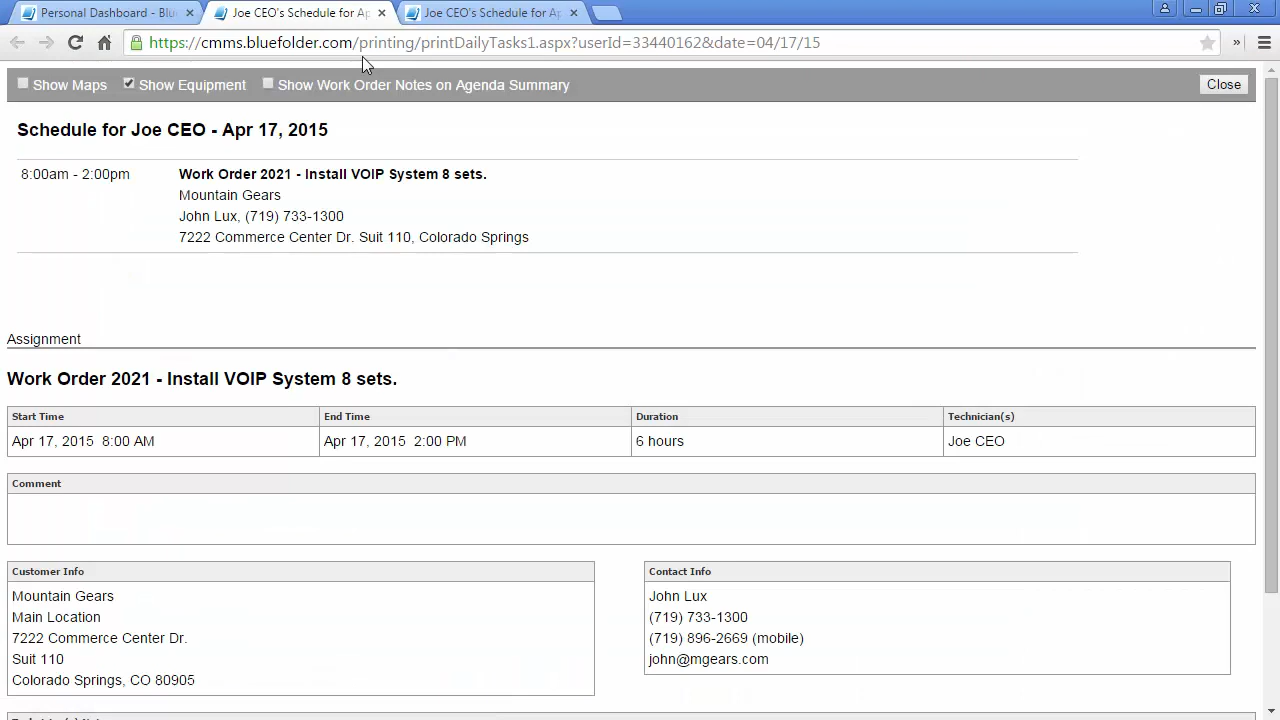 Personal Dashboard - Blu
Joe CEO's Schedule for Ap
Joe CEO's Schedule for Ap
https://cmms.bluefolder.com/printing/printDailyTasks1.aspx?userId=33440162&date=04/17/15
Show Maps Show Equipment Show Work Order Notes on Agenda Summary Close
Schedule for Joe CEO - Apr 17, 2015
8:00am - 2:00pm Work Order 2021 - Install VOIP System 8 sets.
Mountain Gears
John Lux, (719) 733-1300
7222 Commerce Center Dr. Suit 110, Colorado Springs
Assignment
Work Order 2021 - Install VOIP System 8 sets.
Start Time End Time Duration Technician(s)
Apr 17, 2015 8:00 AM Apr 17, 2015 2:00 PM 6 hours Joe CEO
Comment
Customer Info
Mountain Gears
Main Location
7222 Commerce Center Dr.
Suit 110
Colorado Springs, CO 80905
Contact Info
John Lux
(719) 733-1300
(719) 896-2669 (mobile)
john@mgears.com